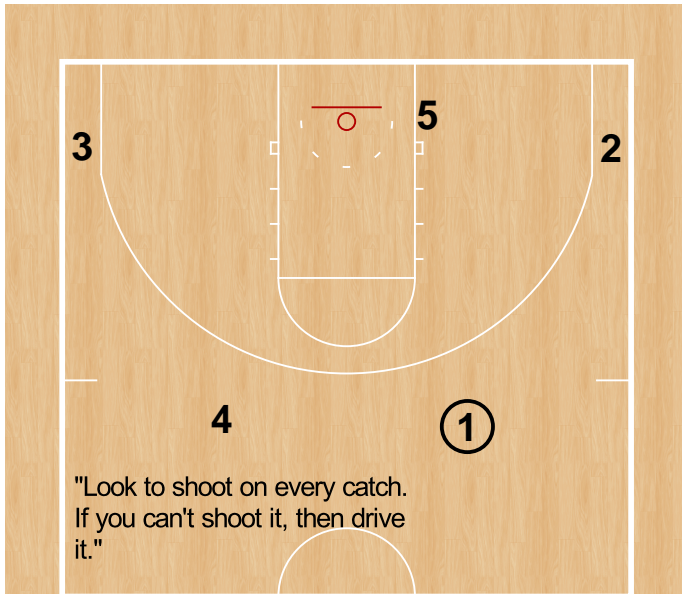 5
3
2
4
1
"Look to shoot on every catch.
If you can't shoot it, then drive
it."